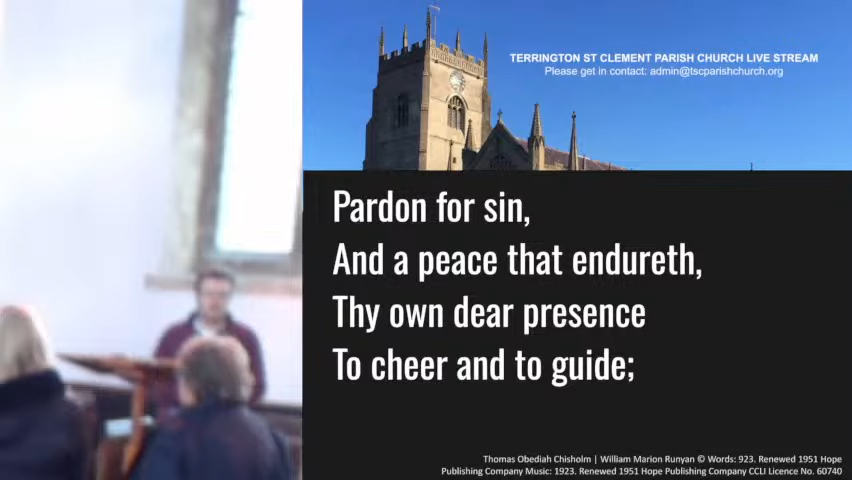 TERRINGTON ST CLEMENT PARISH CHURCH LIVE STREAM
Please get in contact: admin@tscparishchurch.org
Pardon for sin,
And a peace that endureth,
Thy own dear presence
To cheer and to guide;
Thomas Obediah Chisholm | William Marion Runyan © Words: 923. Renewed 1951 Hope
Publishing Company Music: 1923. Renewed 1951 Hope Publishing Company CCLI Licence No. 60740